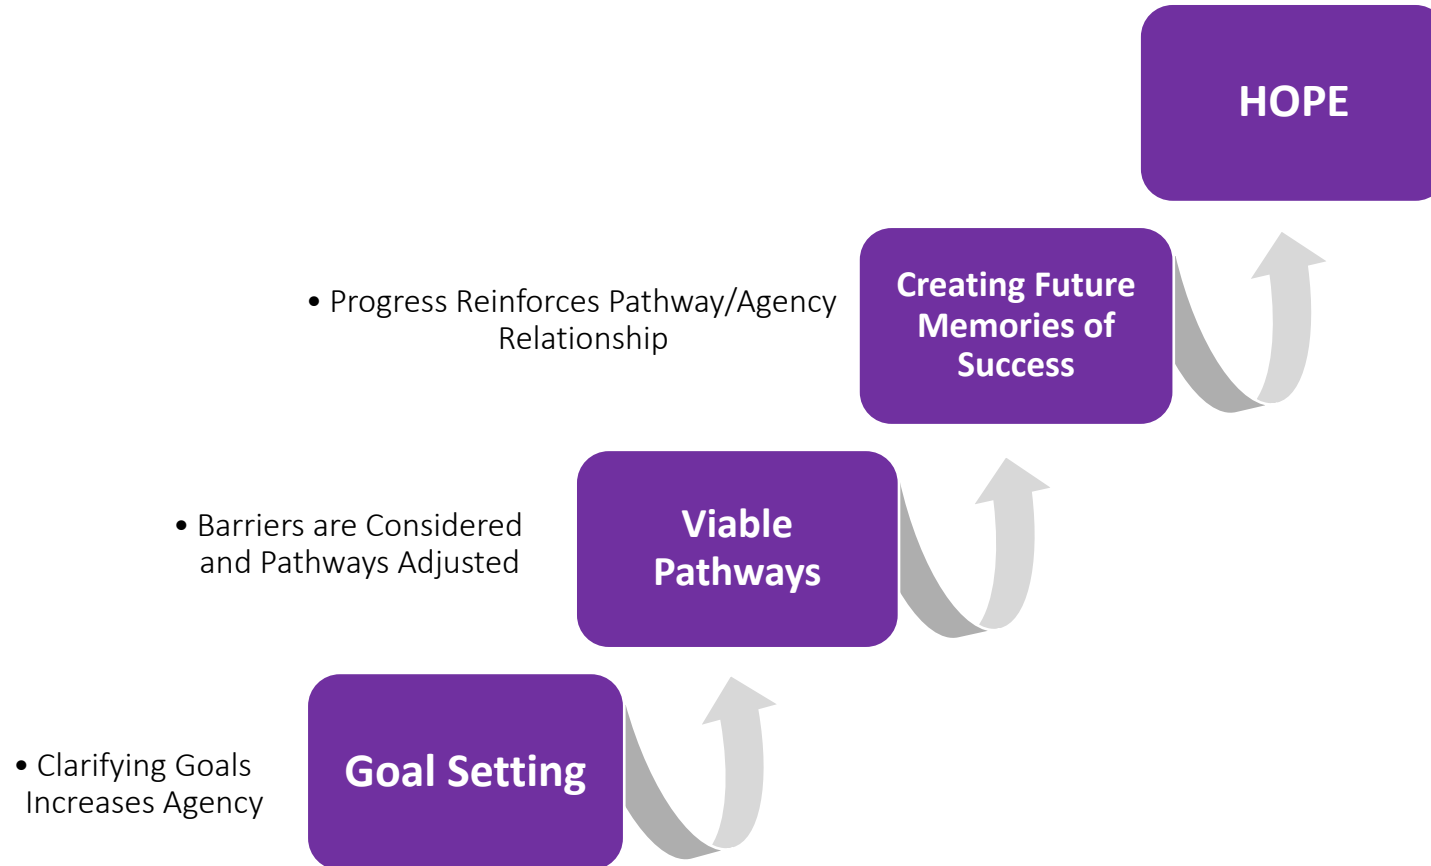 HOPE
• Progress Reinforces Pathway/Agency
Relationship
Creating Future
Memories of
Success
• Barriers are Considered
and Pathways Adjusted
Viable
Pathways
• Clarifying Goals
Increases Agency
Goal Setting